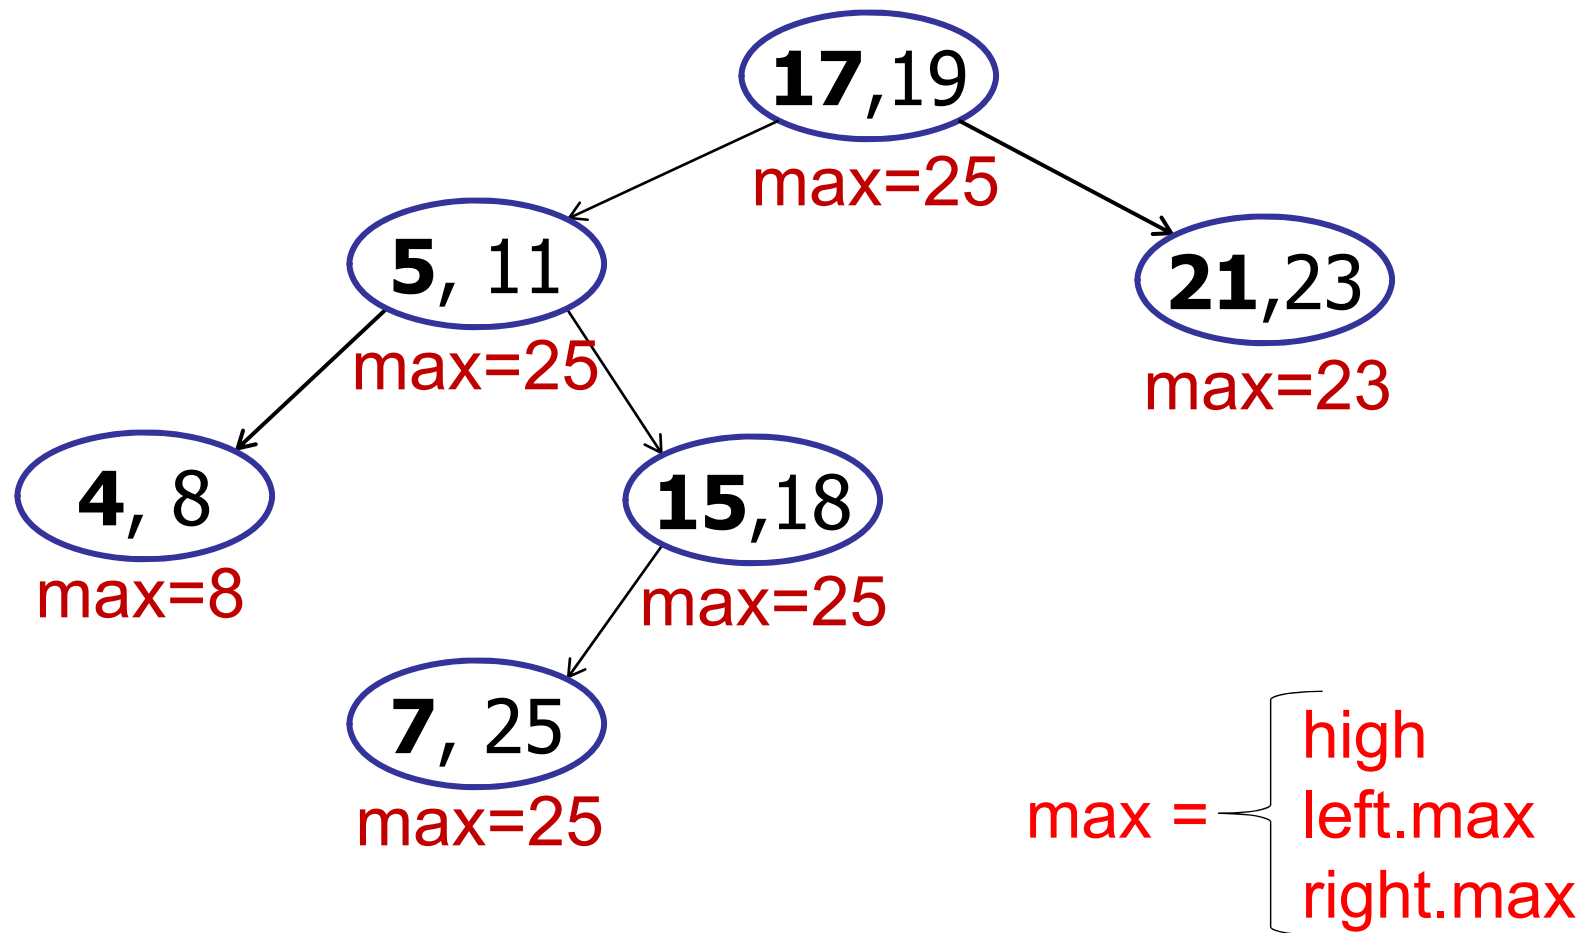 17,19
max=25
5, 11
max=25
21,23
max=23
4, 8
max=8
15,18
max=25
7, 25
max=25
max =
high
left.max
right.max